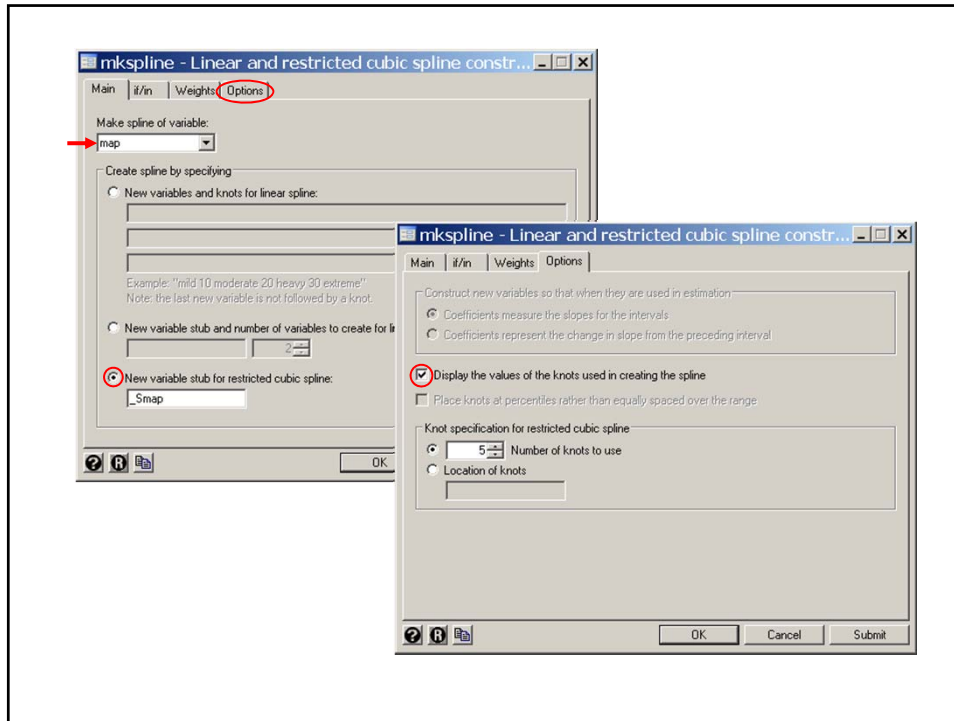 mkspline - Linear and restricted cubic spline constr...
Main if/in Weights Options
Make spline of variable:
map
Create spline by specifying
New variables and knots for linear spline:
Example: "mild 10 moderate 20 heavy 30 extreme"
Note: the last new variable is not followed by a knot.
New variable stub and number of variables to create for
2
New variable stub for restricted cubic spline:
_Smap
OK
mkspline - Linear and restricted cubic spline constr...
Main if/in Weights Options
Construct new variables so that when they are used in estimation
Coefficients measure the slopes for the intervals
Coefficients represent the change in slope from the preceding interval
Display the values of the knots used in creating the spline
Place knots at percentiles rather than equally spaced over the range
Knot specification for restricted cubic spline
5 Number of knots to use
Location of knots
OK Cancel Submit